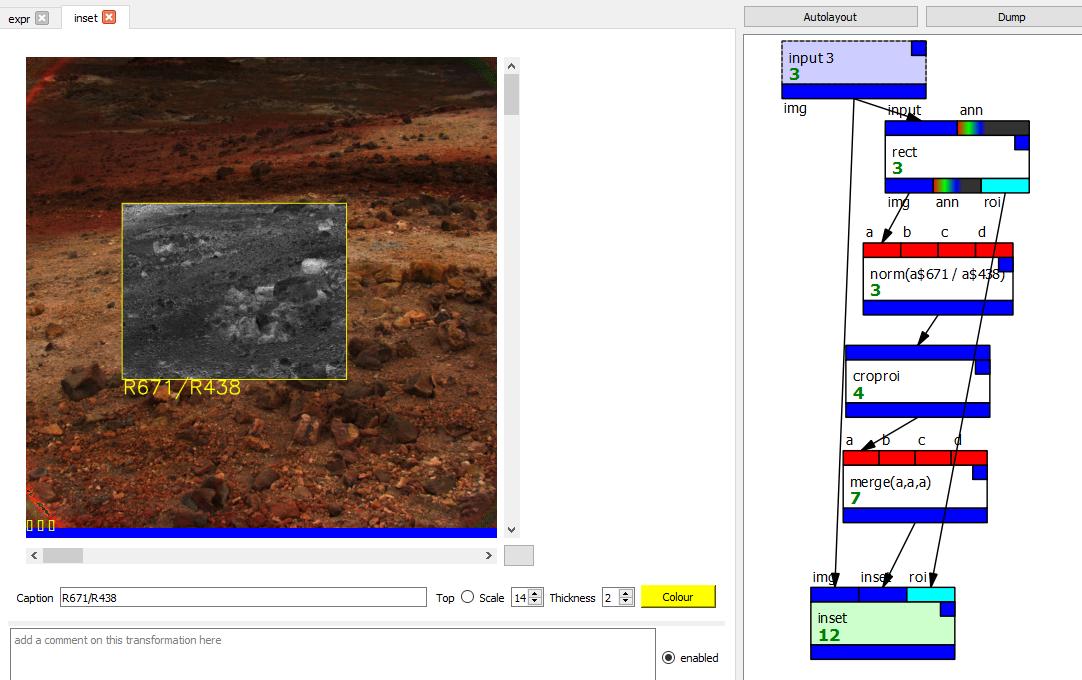 expr
inset
Autolayout
Dump
input 3
3
img
input
ann
rect
3
img
ann
roi
a
b
c
d
norm(a$671 / a$438)
3
croproi
4
a
b
c
d
merge(a,a,a)
7
img
inset
roi
inset
12
R671/R438
Caption
R671/R438
Top
Scale
14
Thickness
2
Colour
add a comment on this transformation here
enabled